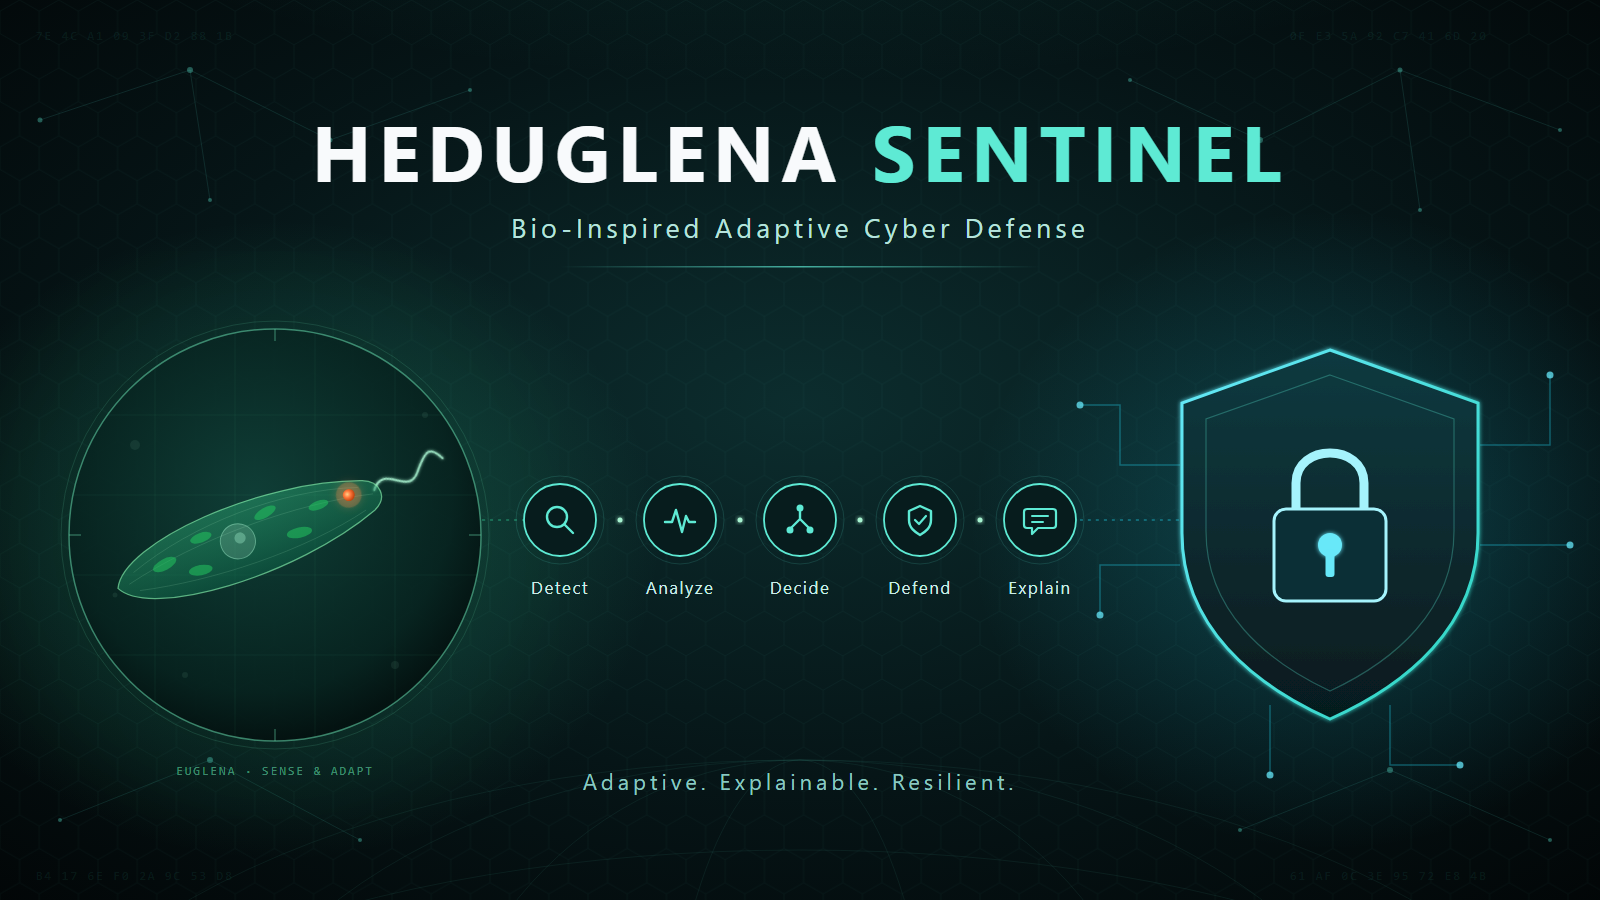 HEDUGLENA SENTINEL
Bio-Inspired Adaptive Cyber Defense
Detect
Analyze
Decide
Defend
Explain
EUGLENA · SENSE & ADAPT
Adaptive. Explainable. Resilient.